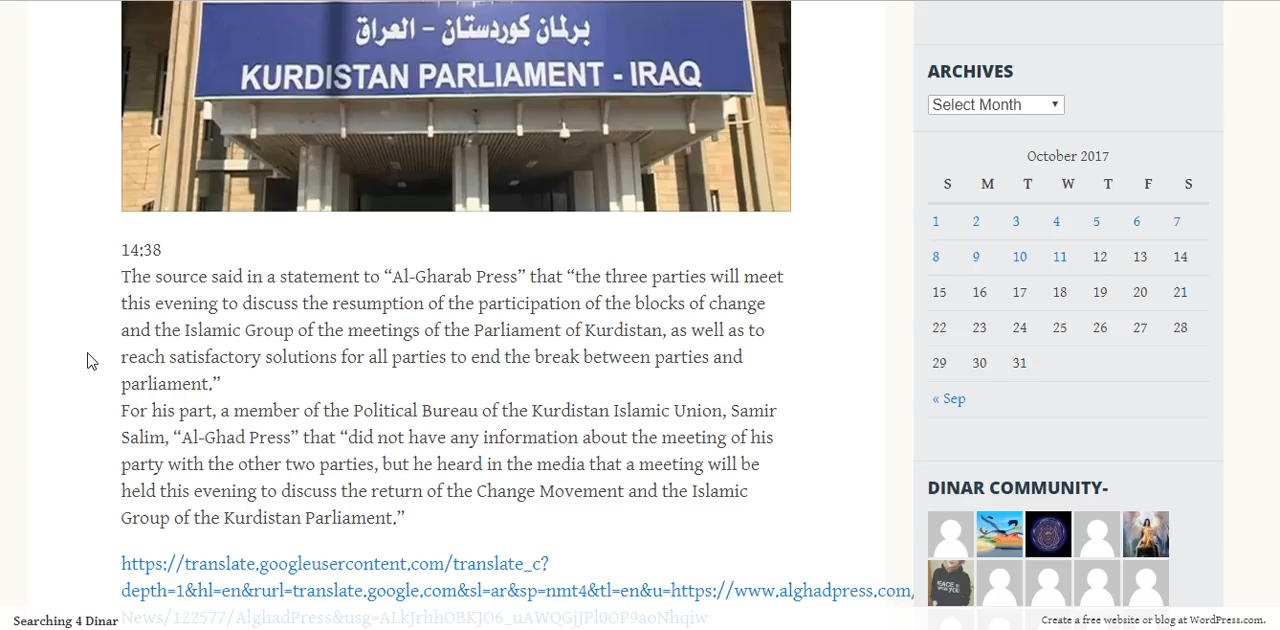 برلمان كوردستان - العراق
KURDISTAN PARLIAMENT - IRAQ
14:38
The source said in a statement to “Al-Gharab Press” that “the three parties will meet
this evening to discuss the resumption of the participation of the blocks of change
and the Islamic Group of the meetings of the Parliament of Kurdistan, as well as to
reach satisfactory solutions for all parties to end the break between parties and
parliament.”
For his part, a member of the Political Bureau of the Kurdistan Islamic Union, Samir
Salim, “Al-Ghad Press” that “did not have any information about the meeting of his
party with the other two parties, but he heard in the media that a meeting will be
held this evening to discuss the return of the Change Movement and the Islamic
Group of the Kurdistan Parliament.”
https://translate.googleusercontent.com/translate_c?
depth=1&hl=en&rurl=translate.google.com&sl=ar&sp=nmt4&tl=en&u=https://www.alghadpress.com/
ARCHIVES
Select Month
October 2017
S M T W T F S
1 2 3 4 5 6 7
8 9 10 11 12 13 14
15 16 17 18 19 20 21
22 23 24 25 26 27 28
29 30 31
« Sep
DINAR COMMUNITY-
Searching 4 Dinar
Create a free website or blog at WordPress.com.